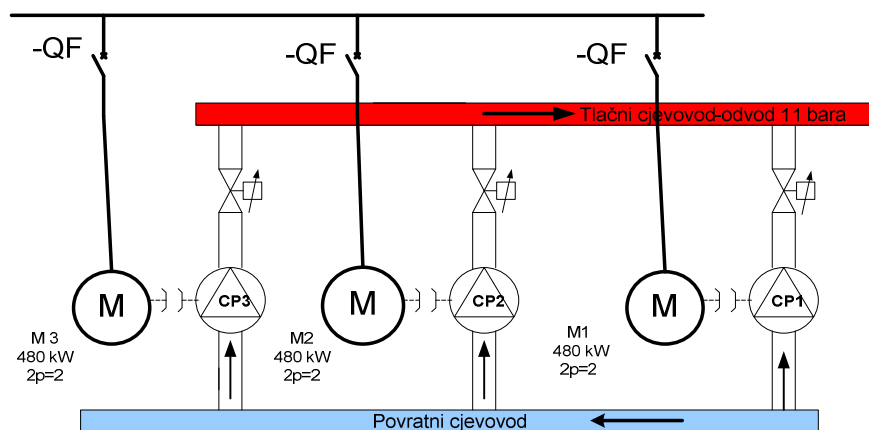 -QF
-QF
-QF
Tlačni cjevovod-odvod 11 bara
M
CP3
M
CP2
M
CP1
M 3
480 kW
2p=2
M2
480 kW
2p=2
M1
480 kW
2p=2
Povratni cjevovod